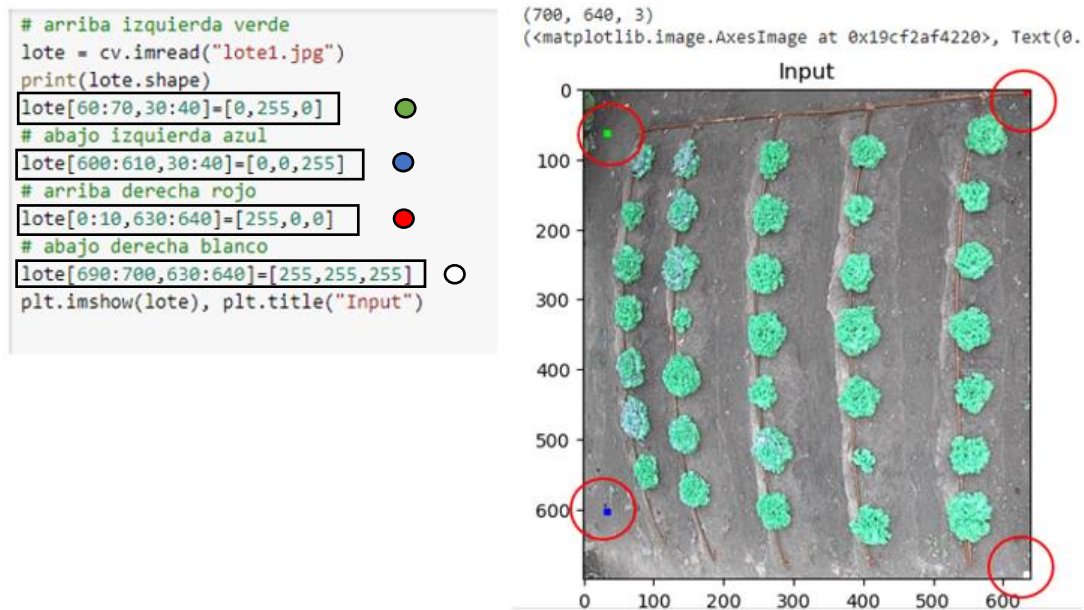 # arriba izquierda verde
lote = cv.imread("lote1.jpg")
print(lote.shape)
lote[60:70,30:40]=[0,255,0]
# abajo izquierda azul
lote[600:610,30:40]=[0,0,255]
# arriba derecha rojo
lote[0:10,630:640]=[255,0,0]
# abajo derecha blanco
lote[690:700,630:640]=[255,255,255]
plt.imshow(lote), plt.title("Input")
(700, 640, 3)
(<matplotlib.image.AxesImage at 0x19cf2af4220>, Text(0.
Input
0
100
200
300
400
500
600
0 100 200 300 400 500 600